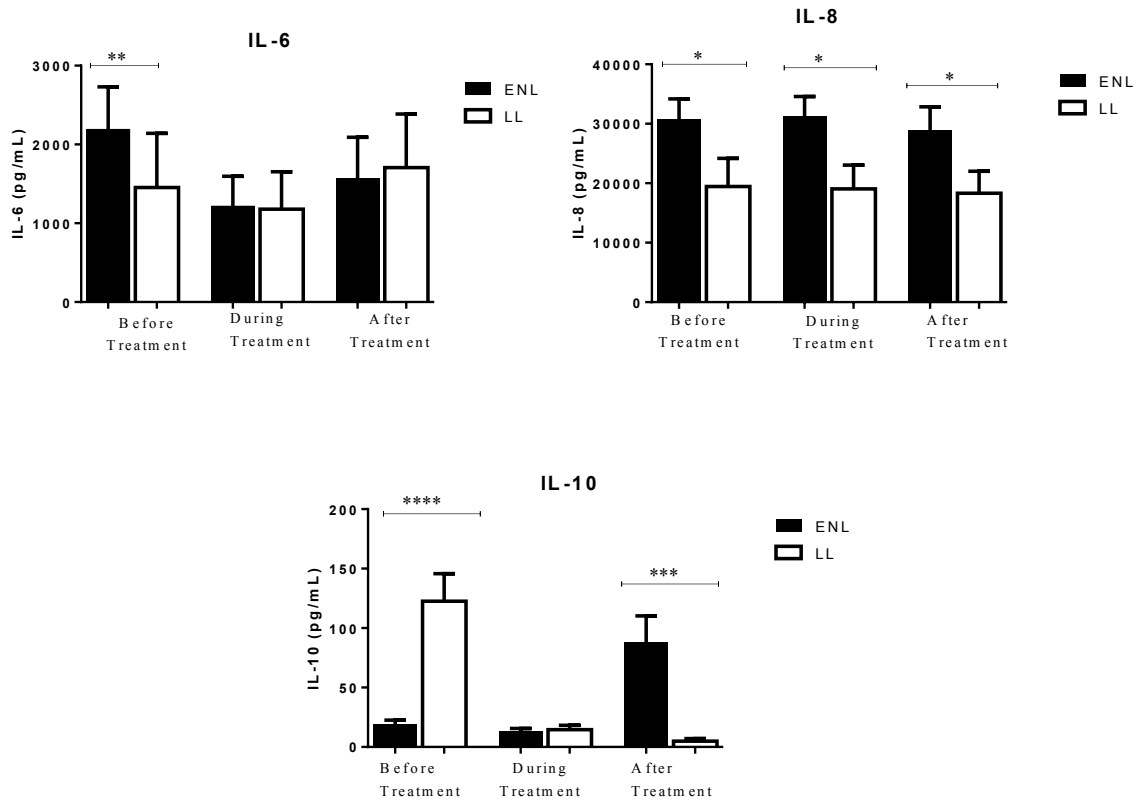 IL-6
**
3000
2000
1000
0
IL-6 (pg/mL)
ENL
LL
Before
Treatment
During
Treatment
After
Treatment
IL-8
*
*
*
40000
30000
20000
10000
0
IL-8 (pg/mL)
ENL
LL
Before
Treatment
During
Treatment
After
Treatment
IL-10
****
***
200
150
100
50
0
IL-10 (pg/mL)
ENL
LL
Before
Treatment
During
Treatment
After
Treatment